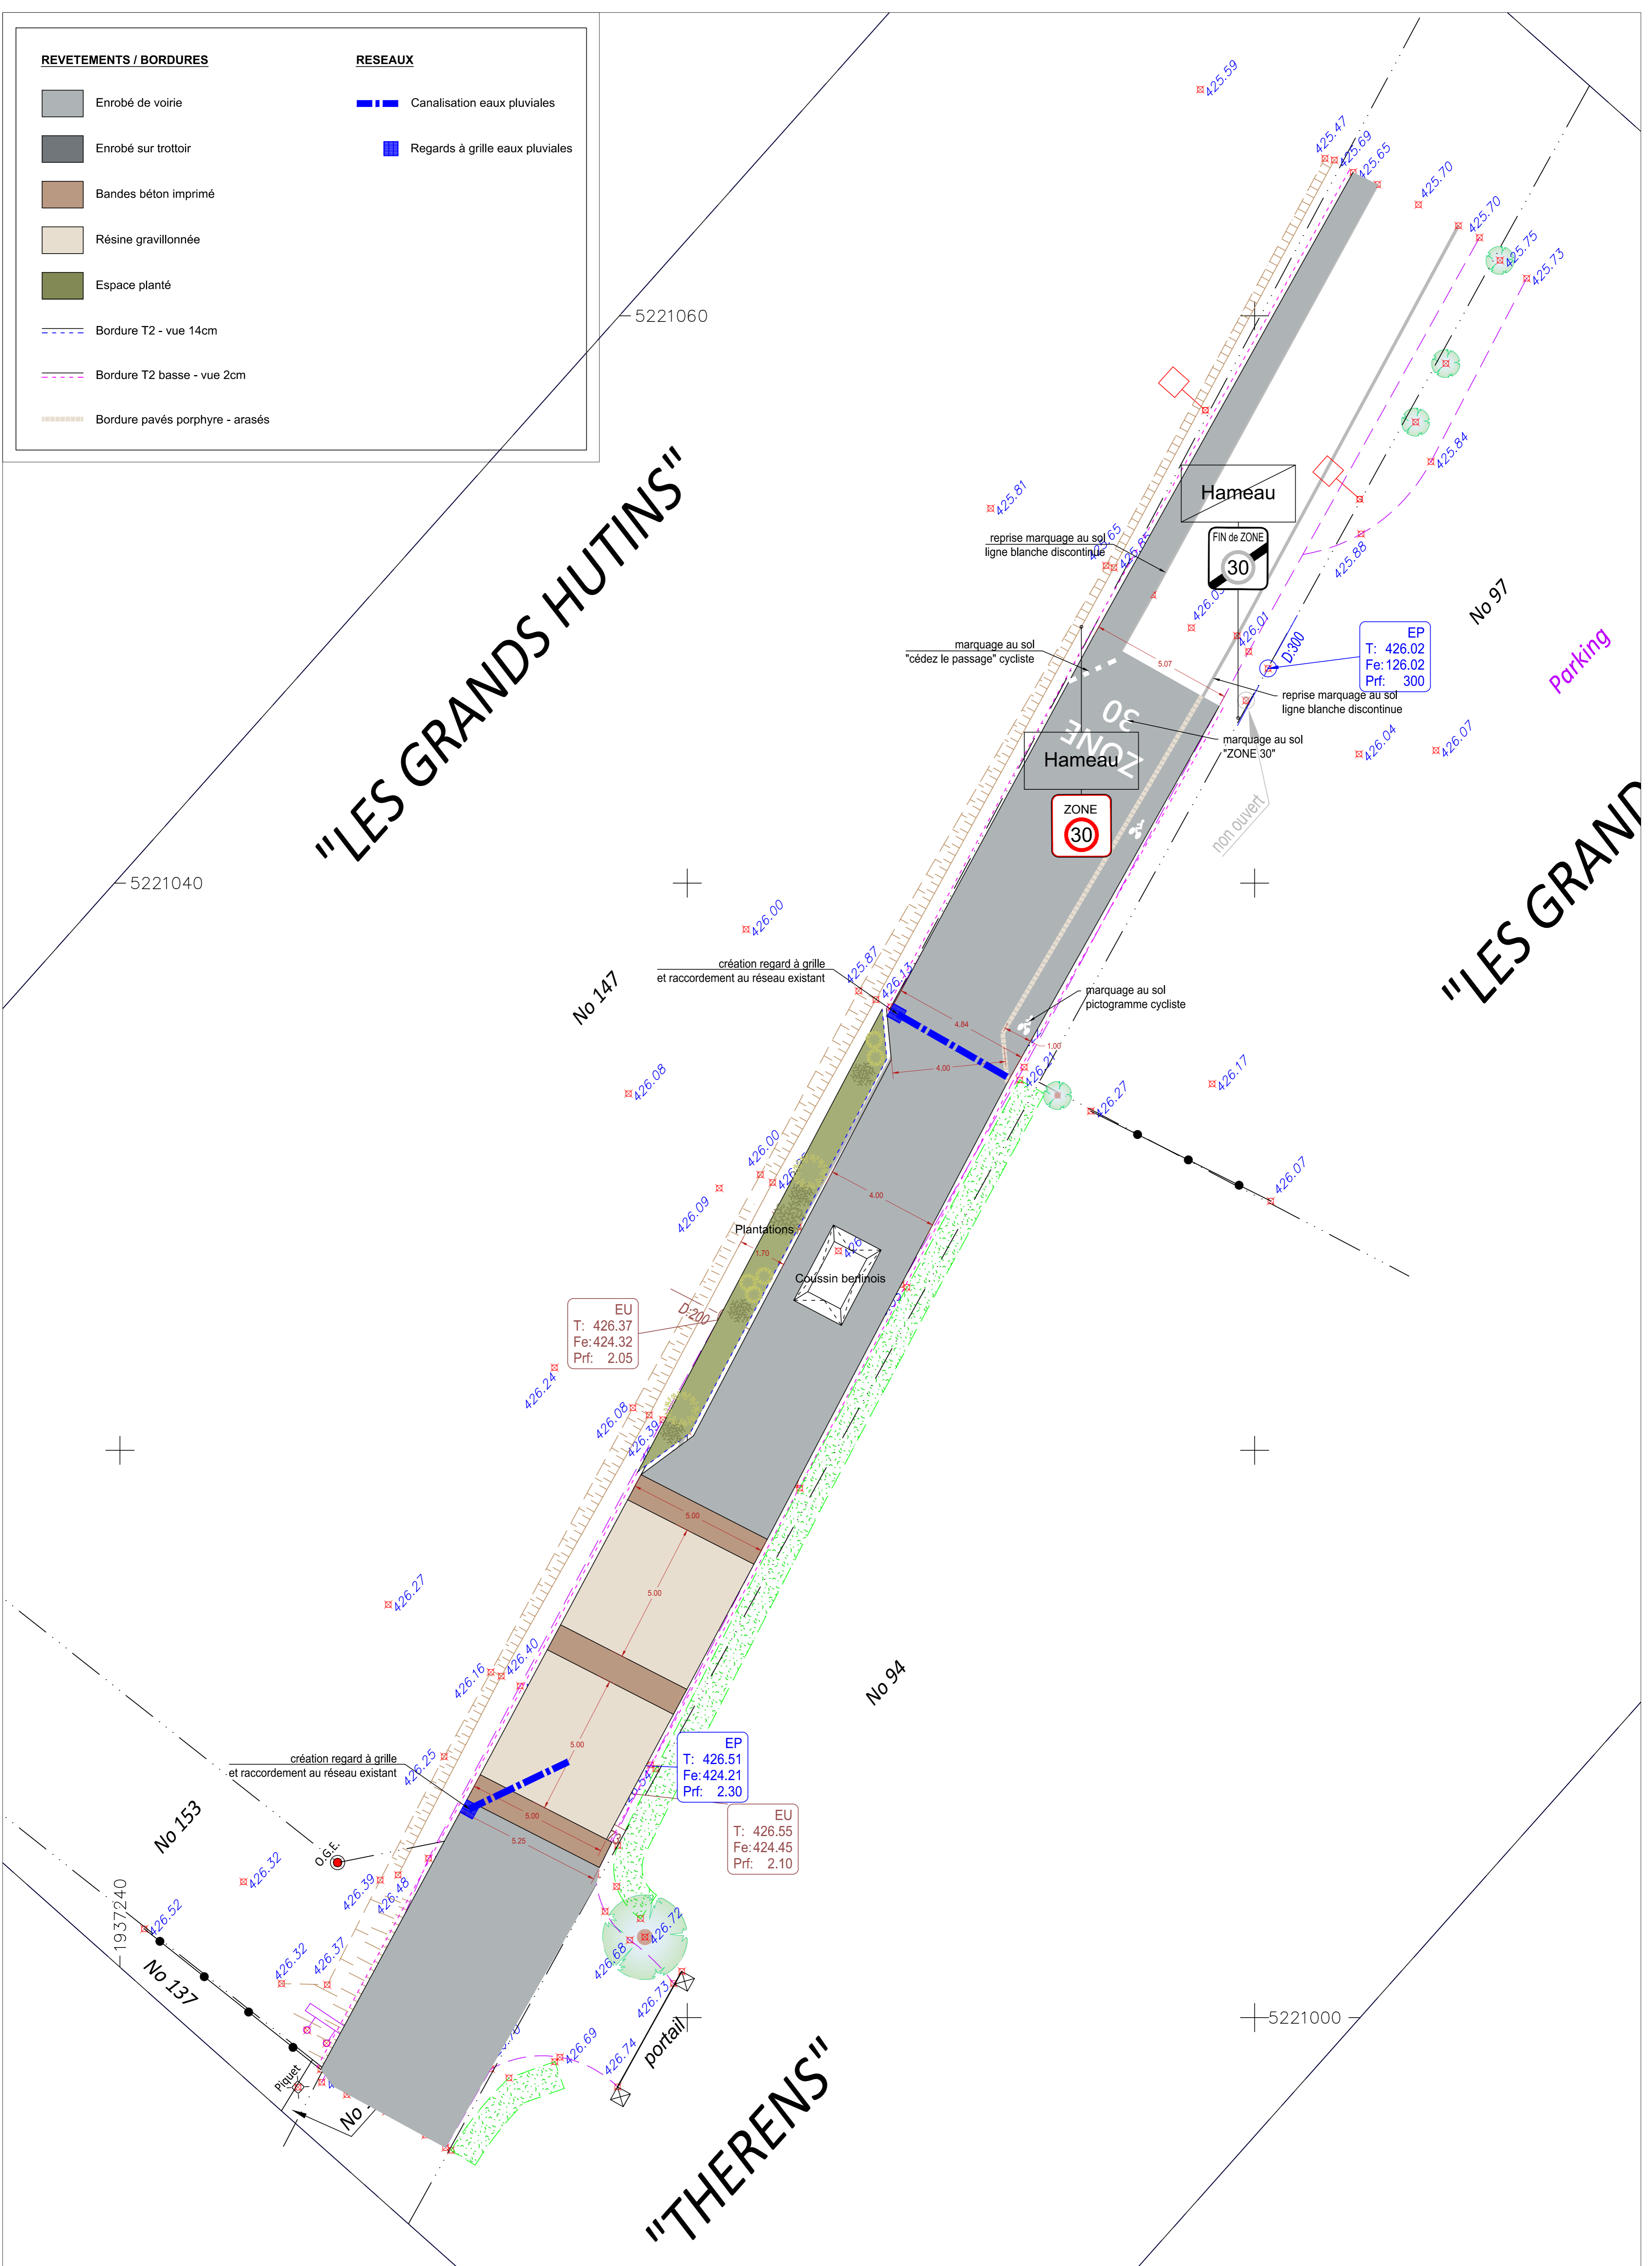 REVETEMENTS / BORDURES
Enrobé de voirie
Enrobé sur trottoir
Bandes béton imprimé
Résine gravillonnée
Espace planté
Bordure T2 - vue 14cm
Bordure T2 basse - vue 2cm
Bordure pavés porphyre - arasés
RESEAUX
Canalisation eaux pluviales
Regards à grille eaux pluviales
425.59
425.47
425.69
425.65
425.70
425.70
425.75
425.73
5221060
425.84
"LES GRANDS HUTINS"
425.81
Hameau
FIN de ZONE
30
reprise marquage au sol
ligne blanche discontinue
425.85
425.88
No 97
426.01
D:300
EP
T: 426.02
Fe: 126.02
Prf: 300
Parking
marquage au sol
"cédez le passage" cycliste
5.07
reprise marquage au sol
ligne blanche discontinue
ZONE
30
marquage au sol
"ZONE 30"
426.04
426.07
Hameau
ZONE
30
non ouvert
5221040
"LES GRAND
426.00
création regard à grille
et raccordement au réseau existant
425.87
426.13
No 147
marquage au sol
pictogramme cycliste
4.84
1.00
4.00
426.21
426.08
426.17
426.27
426.00
426.07
426.09
4.00
Plantations
1.70
Coussin berlinois
D:200
EU
T: 426.37
Fe: 424.32
Prf: 2.05
426.24
426.08
426.39
5.00
5.00
426.27
426.16
426.40
No 94
5.00
création regard à grille
et raccordement au réseau existant
426.25
EP
T: 426.51
Fe: 424.21
Prf: 2.30
5.00
5.25
EU
T: 426.55
Fe: 424.45
Prf: 2.10
No 153
O.G.E.
426.32
426.39
426.48
1937240
426.52
426.72
426.68
426.32
426.37
No 137
426.73
5221000
portail
426.69
426.74
Piquet
No
"THERENS"